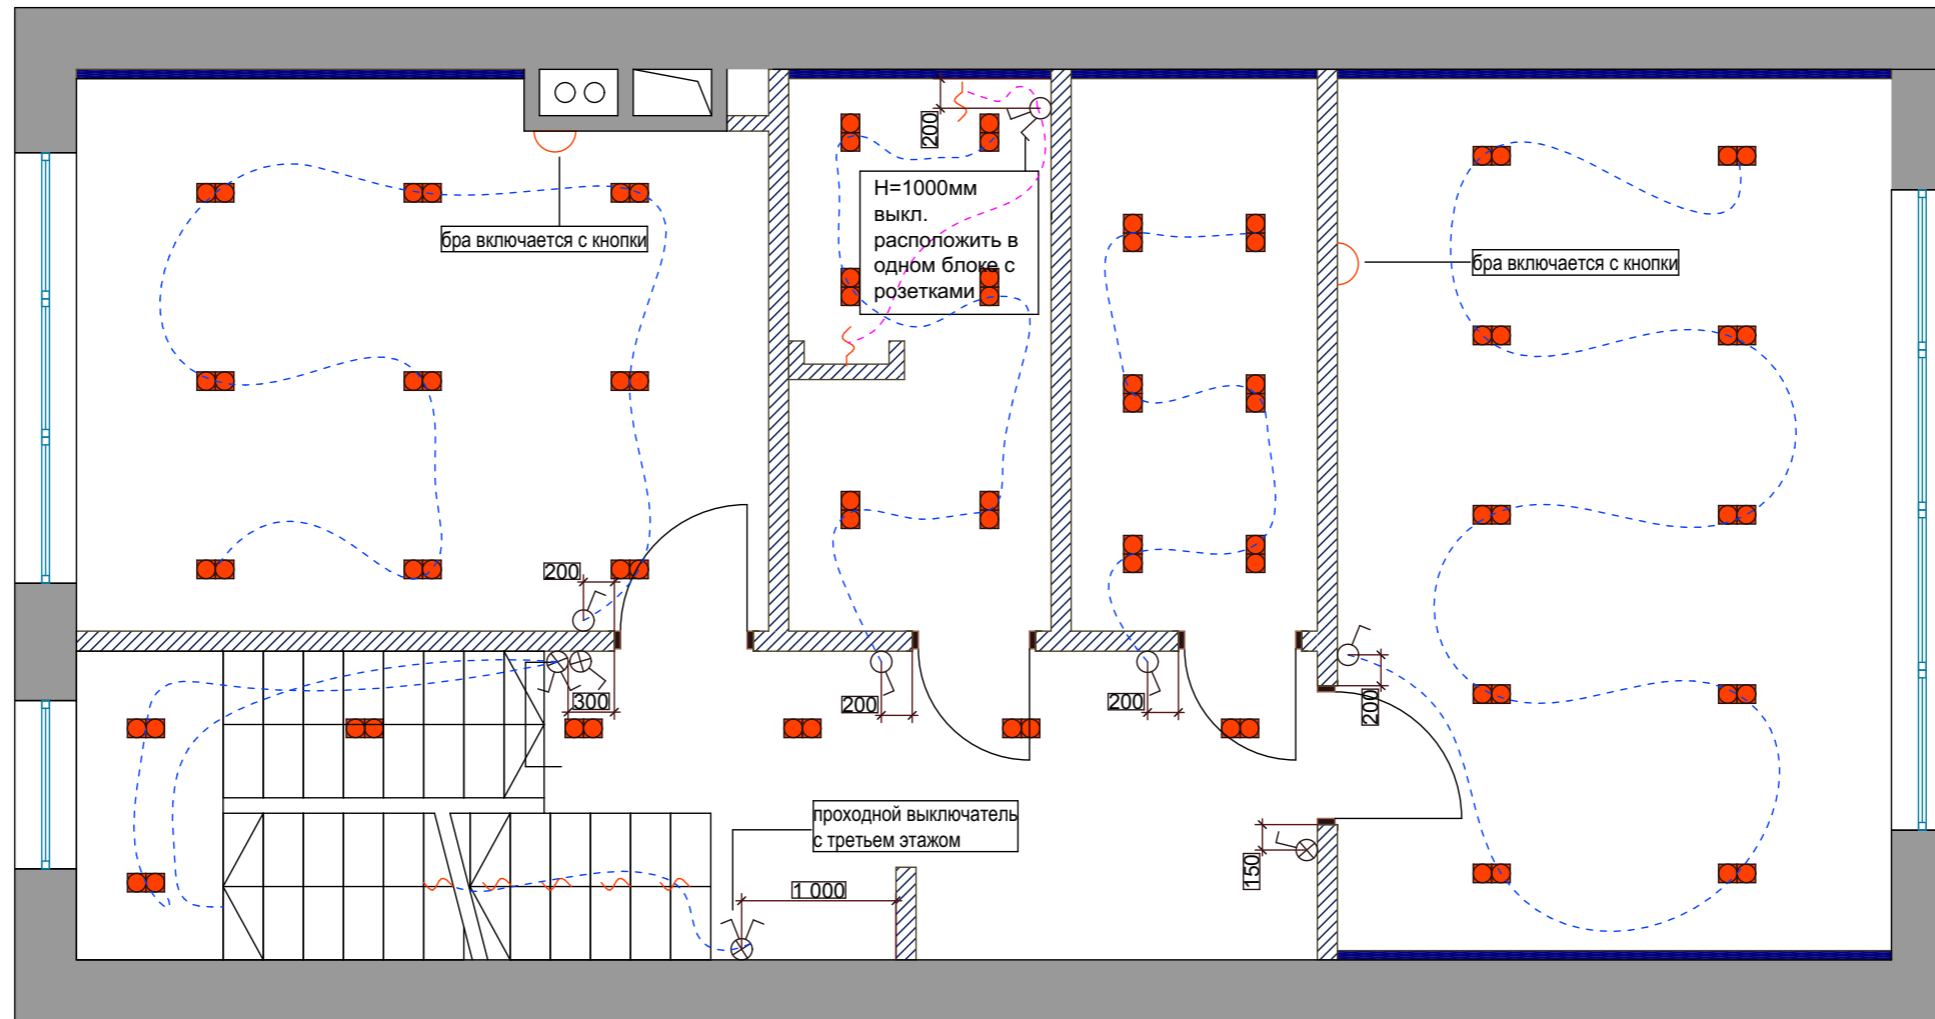 200
H=1000мм
выкл.
расположить в
одном блоке с
розетками
бра включается с кнопки
бра включается с кнопки
200
300
200
200
200
проходной выключатель
с третьем этажом
150
1 000